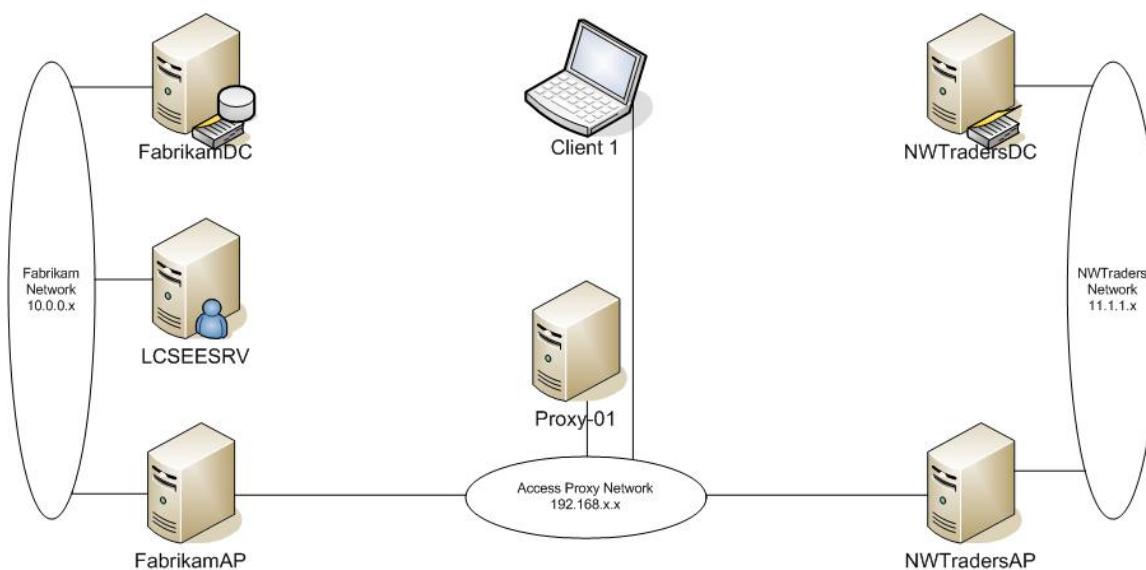 FabrikamDC
Client 1
NWTradersDC
Fabrikam
Network
10.0.0.x
NWTraders
Network
11.1.1.x
LCSEESRV
Proxy-01
Access Proxy Network
192.168.x.x
FabrikamAP
NWTradersAP